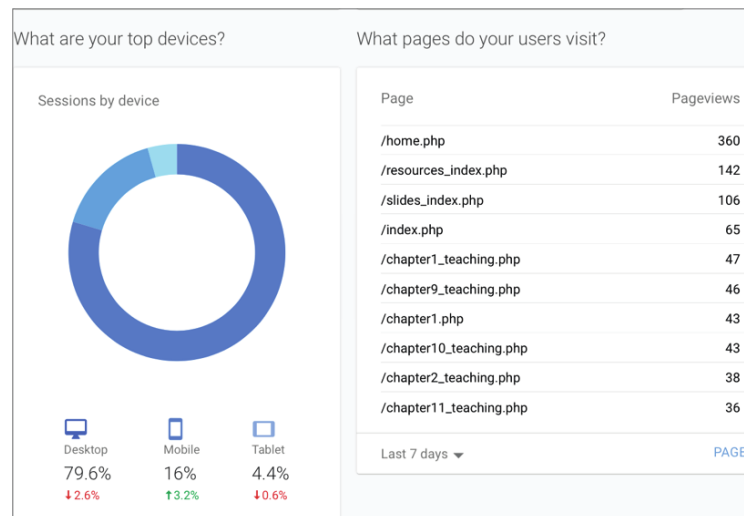 What are your top devices?
Sessions by device
Desktop
Mobile
Tablet
79.6%
16%
4.4%
↓2.6%
↑3.2%
↓0.6%
What pages do your users visit?
Page Pageviews
/home.php 360
/resources_index.php 142
/slides_index.php 106
/index.php 65
/chapter1_teaching.php 47
/chapter9_teaching.php 46
/chapter1.php 43
/chapter10_teaching.php 43
/chapter2_teaching.php 38
/chapter11_teaching.php 36
Last 7 days PAGE